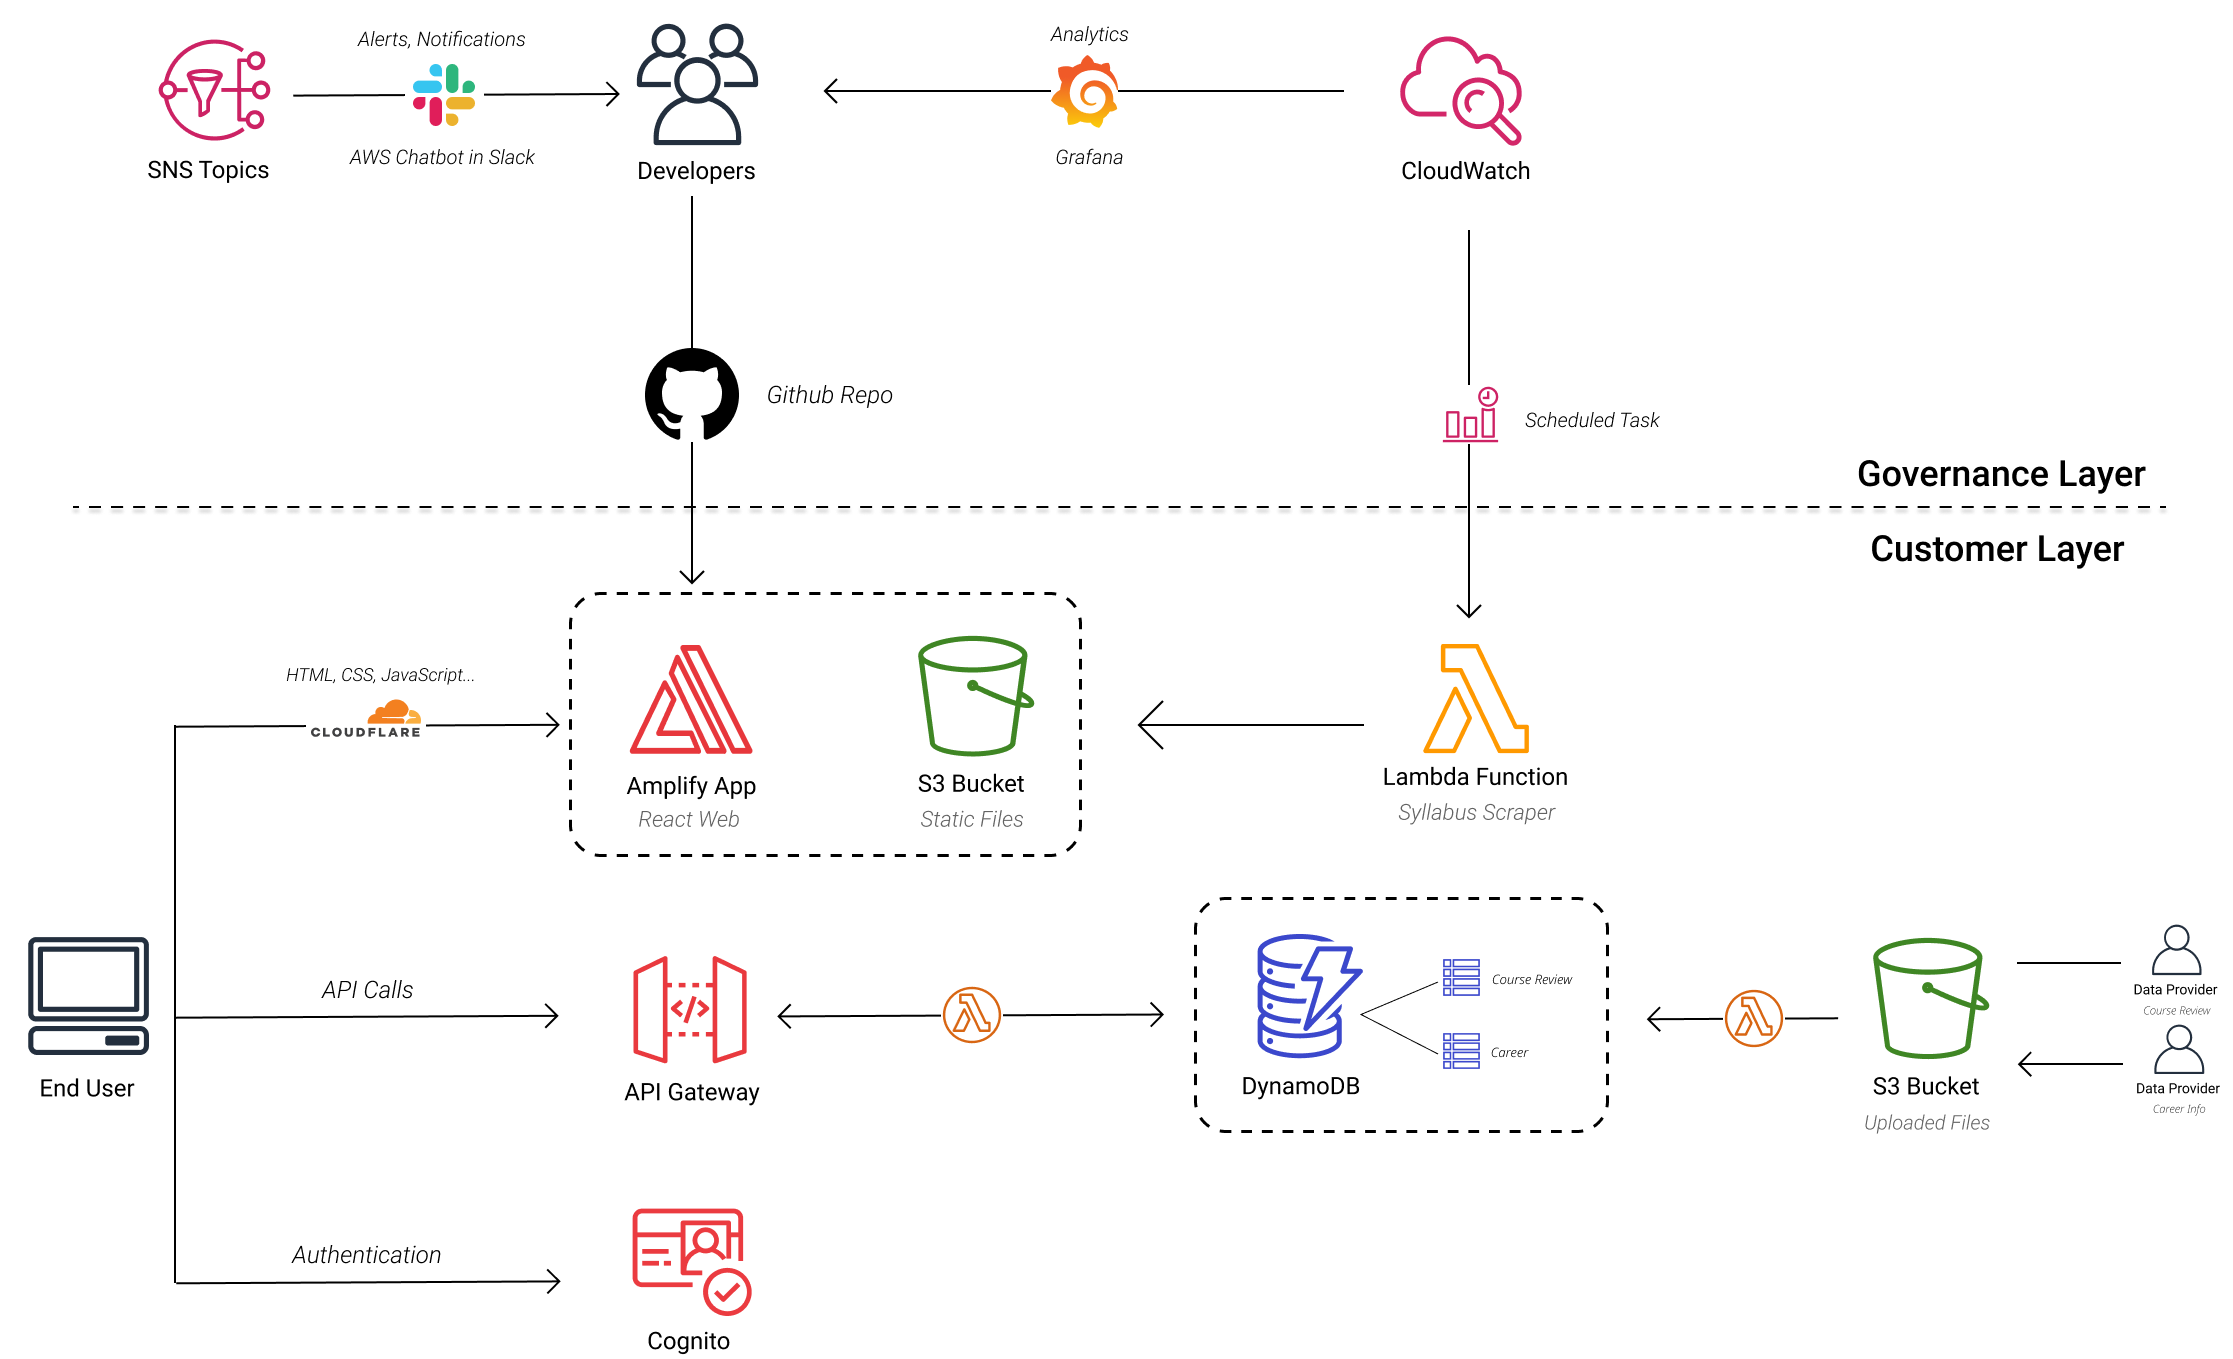 Alerts, Notifications
AWS Chatbot in Slack
SNS Topics
Developers
Analytics
Grafana
CloudWatch
Github Repo
Scheduled Task
Governance Layer
Customer Layer
HTML, CSS, JavaScript...
CLOUDFLARE
Amplify App
React Web
S3 Bucket
Static Files
Lambda Function
Syllabus Scraper
End User
API Calls
API Gateway
DynamoDB
Course Review
Career
S3 Bucket
Uploaded Files
Data Provider
Course Review
Data Provider
Career Info
Authentication
Cognito